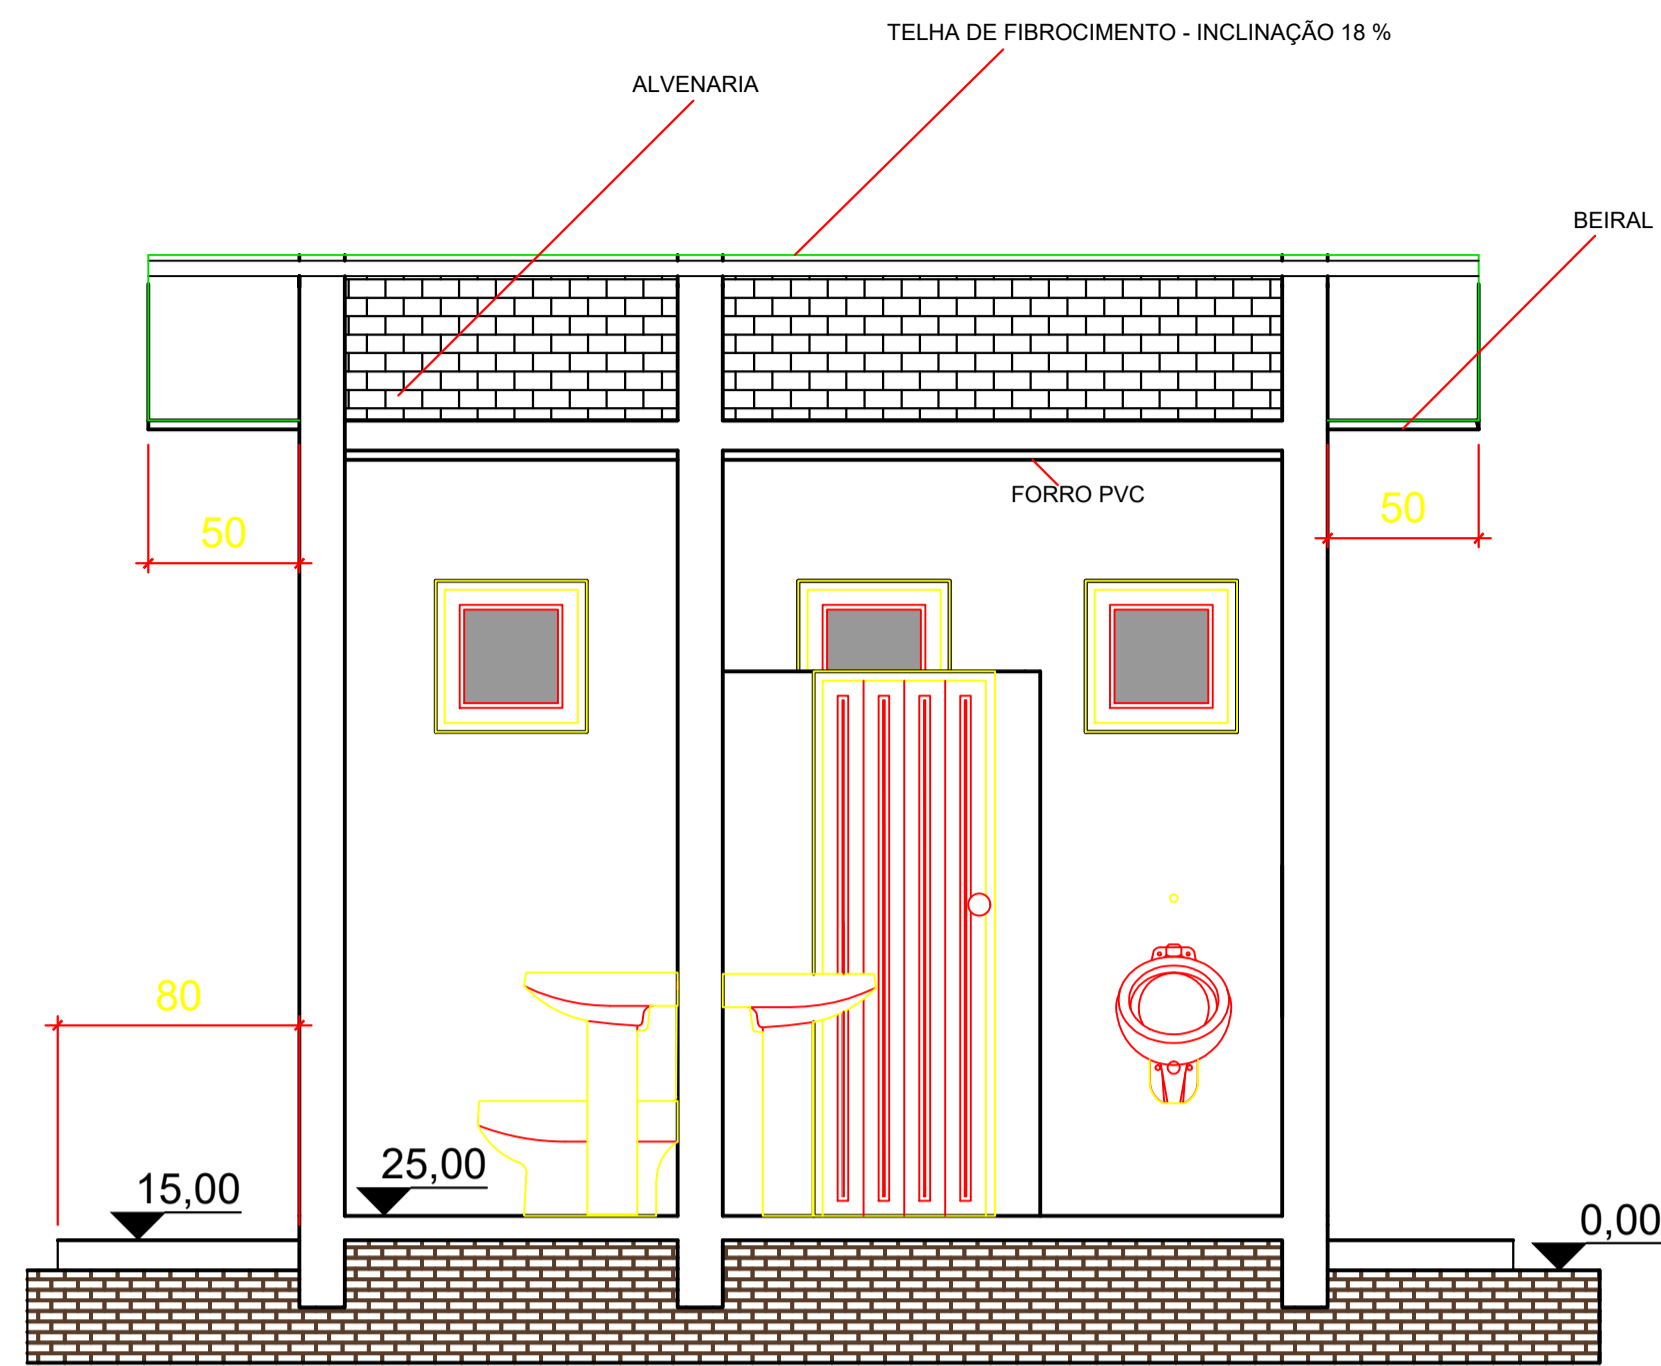 TELHA DE FIBROCIMENTO - INCLINAÇÃO 18 %
ALVENARIA
BEIRAL
FORRO PVC
50
50
80
25,00
15,00
0,00